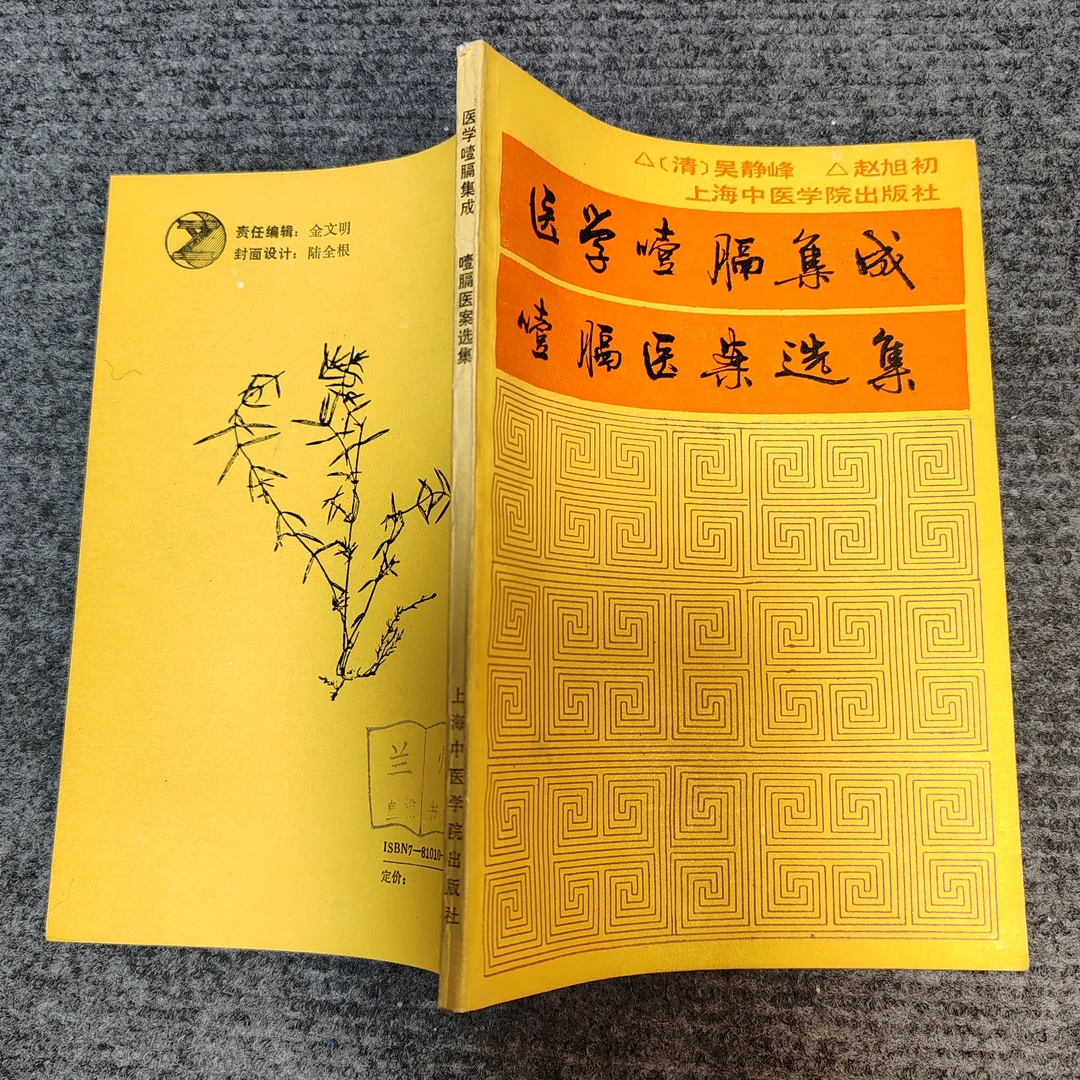 △〔清〕吴静峰 △赵旭初
上海中医学院出版社
医学噎膈集成
噎膈医案选集
医学噎膈集成 噎膈医案选集
上海中医学院出版社
责任编辑：金文明
封面设计：陆全根
兰
书
ISBN7—81010-
定价：